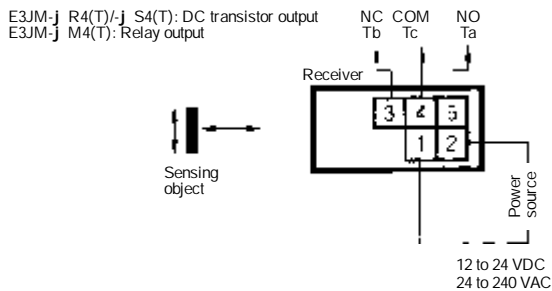 E3JM-j R4(T)/-j S4(T): DC transistor output
E3JM-j M4(T): Relay output
NC COM NO
Tb Tc Ta
Receiver
3 4 5
1 2
Sensing
object
Power
source
12 to 24 VDC
24 to 240 VAC